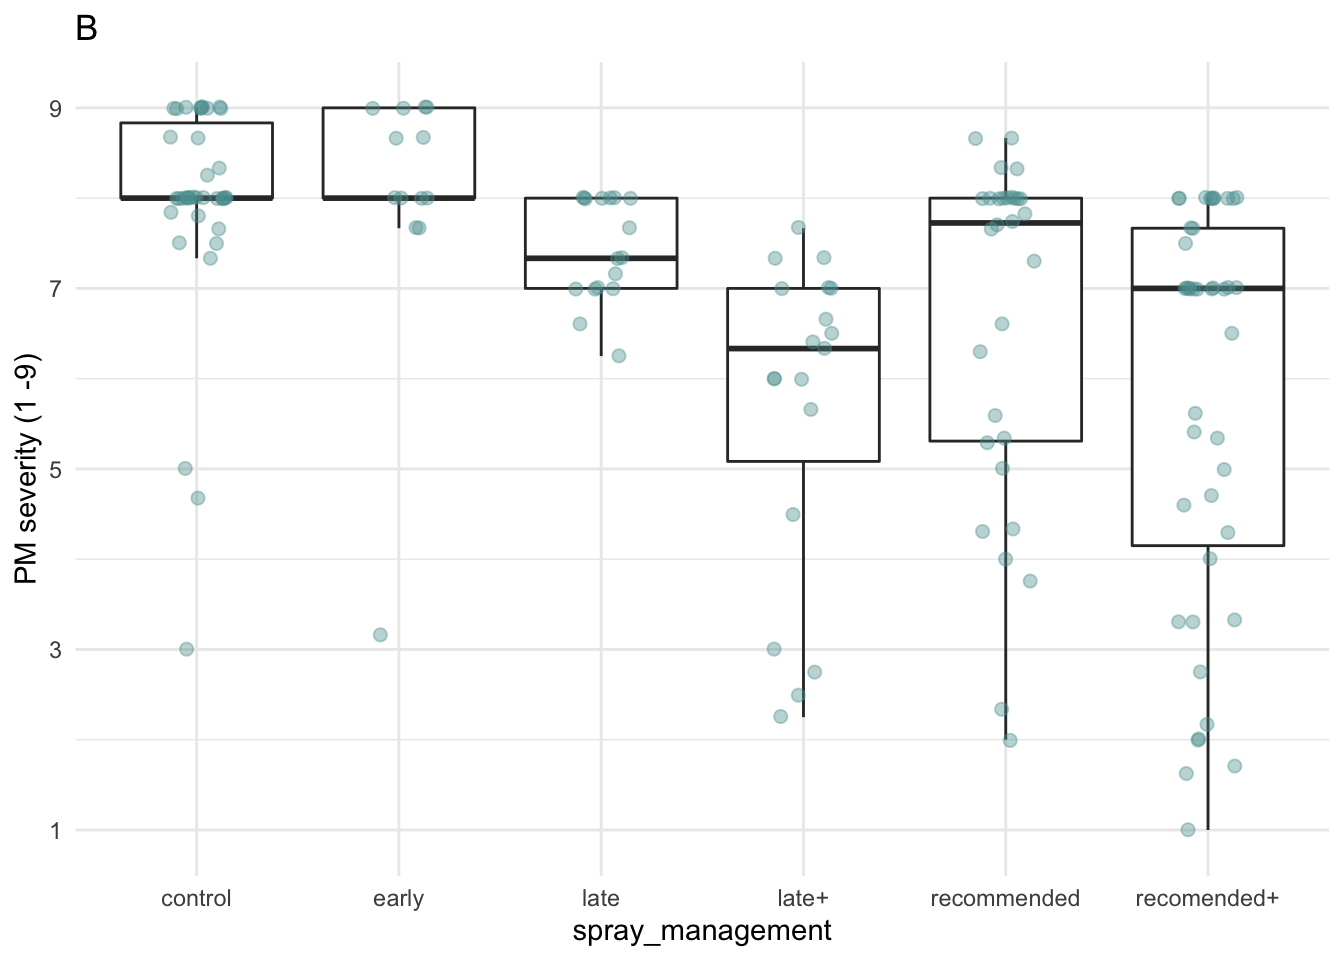 B
PM severity (1 -9)
9
7
5
3
1
control early late late+ recommended recomended+
spray_management